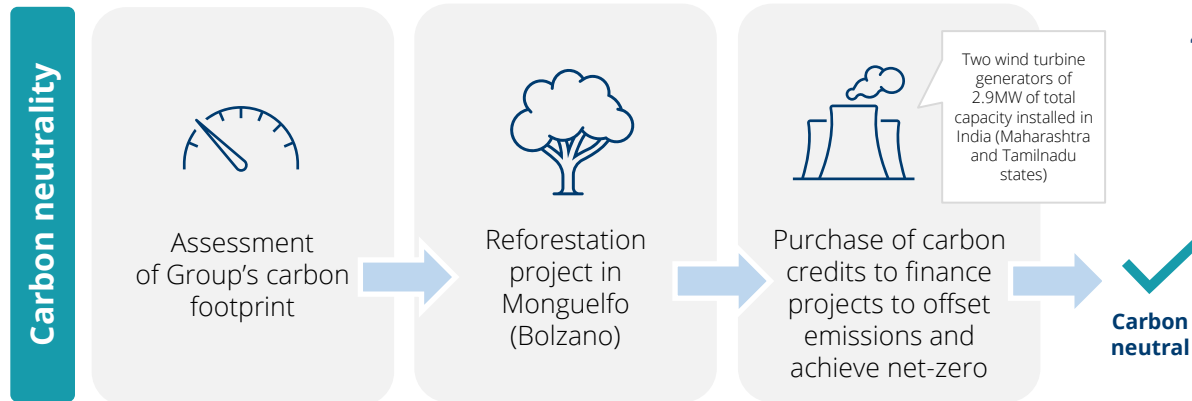 Carbon neutrality
Assessment
of Group's carbon
footprint
Reforestation
project in
Monguelfo
(Bolzano)
Two wind turbine
generators of
2.9MW of total
capacity installed in
India (Maharashtra
and Tamilnadu
states)
Purchase of carbon
credits to finance
projects to offset
emissions and
achieve net-zero
Carbon
neutral